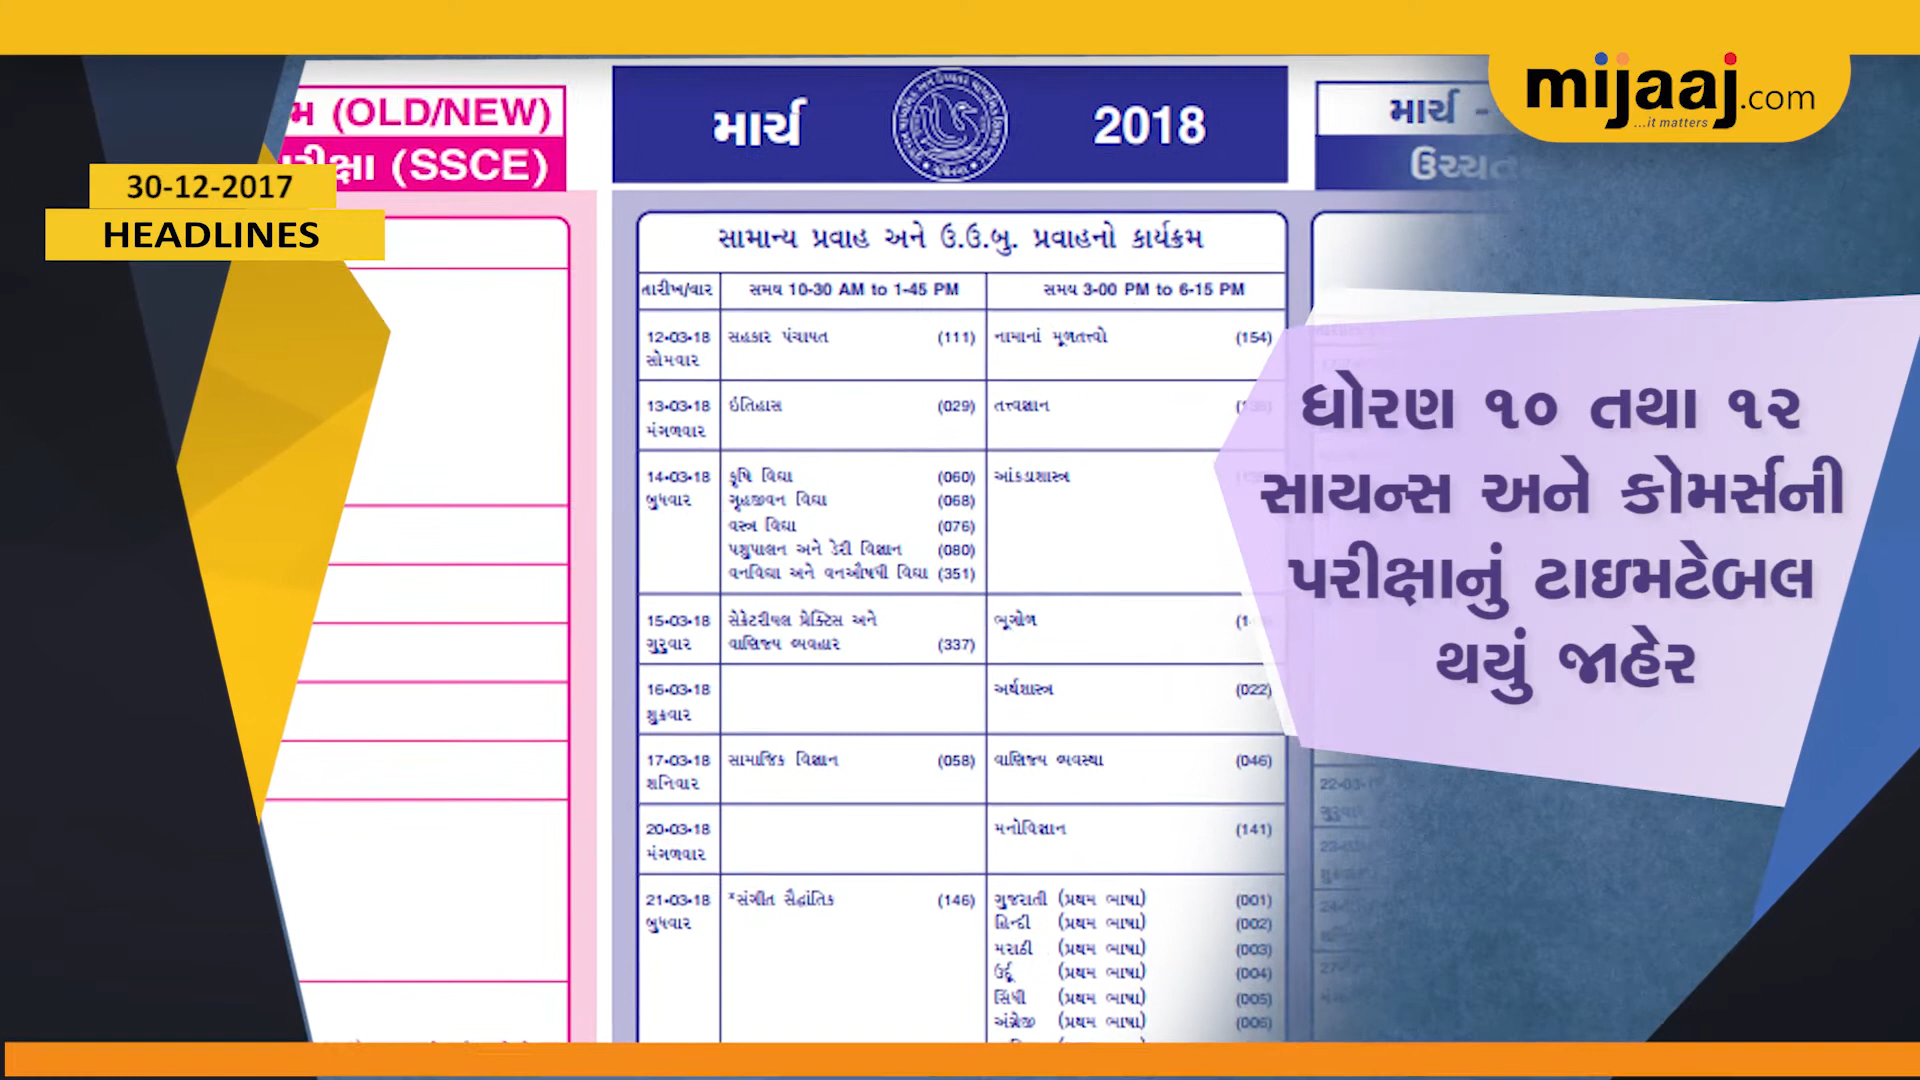 mijaaj.com
...it matters
30-12-2017
HEADLINES
(OLD/NEW)
(SSCE)
માર્ચ 2018
માર્ચ -
સામાન્ય પ્રવાહ અને ઉ.ઉ.બુ. પ્રવાહનો કાર્યક્રમ
તારીખ/વાર સમય 10-30 AM to 1-45 PM સમય 3-00 PM to 6-15 PM
12-03-18 સહકાર પંચાયત (111) નામાનાં મૂળતત્ત્વો (154)
સોમવાર
13-03-18 ઇતિહાસ (029) તત્ત્વજ્ઞાન
મંગળવાર
14-03-18 કૃષિ વિદ્યા (060) આંકડાશાસ્ત્ર
બુધવાર ગૃહજીવન વિદ્યા (068)
વસ્ત્ર વિદ્યા (076)
પશુપાલન અને ડેરી વિજ્ઞાન (080)
વનવિદ્યા અને વનઔષધી વિદ્યા (351)
15-03-18 સેક્રેટરીયલ પ્રેક્ટિસ અને ભૂગોળ
ગુરુવાર વાણિજ્ય વ્યવહાર (337)
16-03-18 અર્થશાસ્ત્ર (022)
શુક્રવાર
17-03-18 સામાજિક વિજ્ઞાન (058) વાણિજ્ય વ્યવસ્થા (046)
શનિવાર
20-03-18 મનોવિજ્ઞાન (141)
મંગળવાર
21-03-18 *સંગીત સૈદ્ધાંતિક (146) ગુજરાતી (પ્રથમ ભાષા) (001)
બુધવાર હિન્દી (પ્રથમ ભાષા) (002)
મરાઠી (પ્રથમ ભાષા) (003)
ઉર્દૂ (પ્રથમ ભાષા) (004)
સિંધી (પ્રથમ ભાષા) (005)
અંગ્રેજી (પ્રથમ ભાષા) (006)
ધોરણ ૧૦ તથા ૧૨
સાયન્સ અને કોમર્સની
પરીક્ષાનું ટાઇમટેબલ
થયું જાહેર